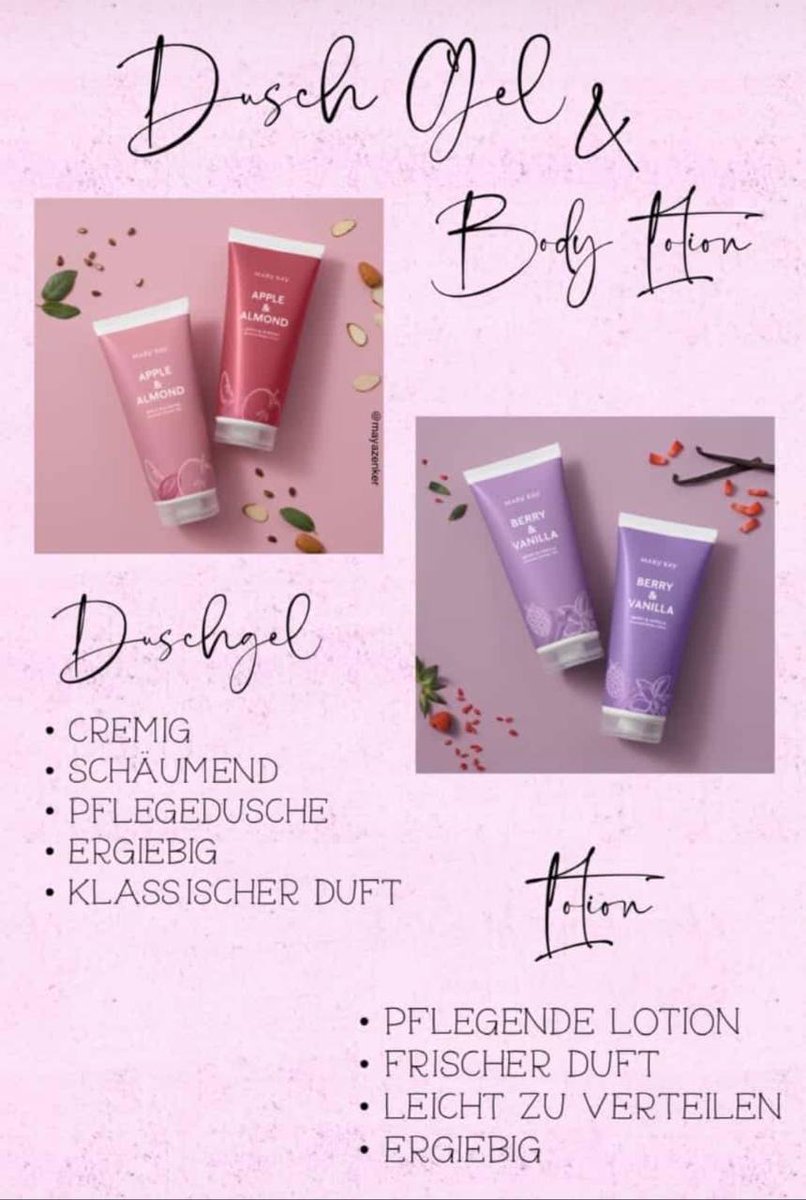 Dusch Gel &
Body Lotion
MARY KAY
APPLE
&
ALMOND
MARY KAY
APPLE
&
ALMOND
@mayazenker
MARY KAY
BERRY
&
VANILLA
MARY KAY
BERRY
&
VANILLA
Duschgel
• CREMIG
• SCHÄUMEND
• PFLEGEDUSCHE
• ERGIEBIG
• KLASSISCHER DUFT
Lotion
• PFLEGENDE LOTION
• FRISCHER DUFT
• LEICHT ZU VERTEILEN
• ERGIEBIG